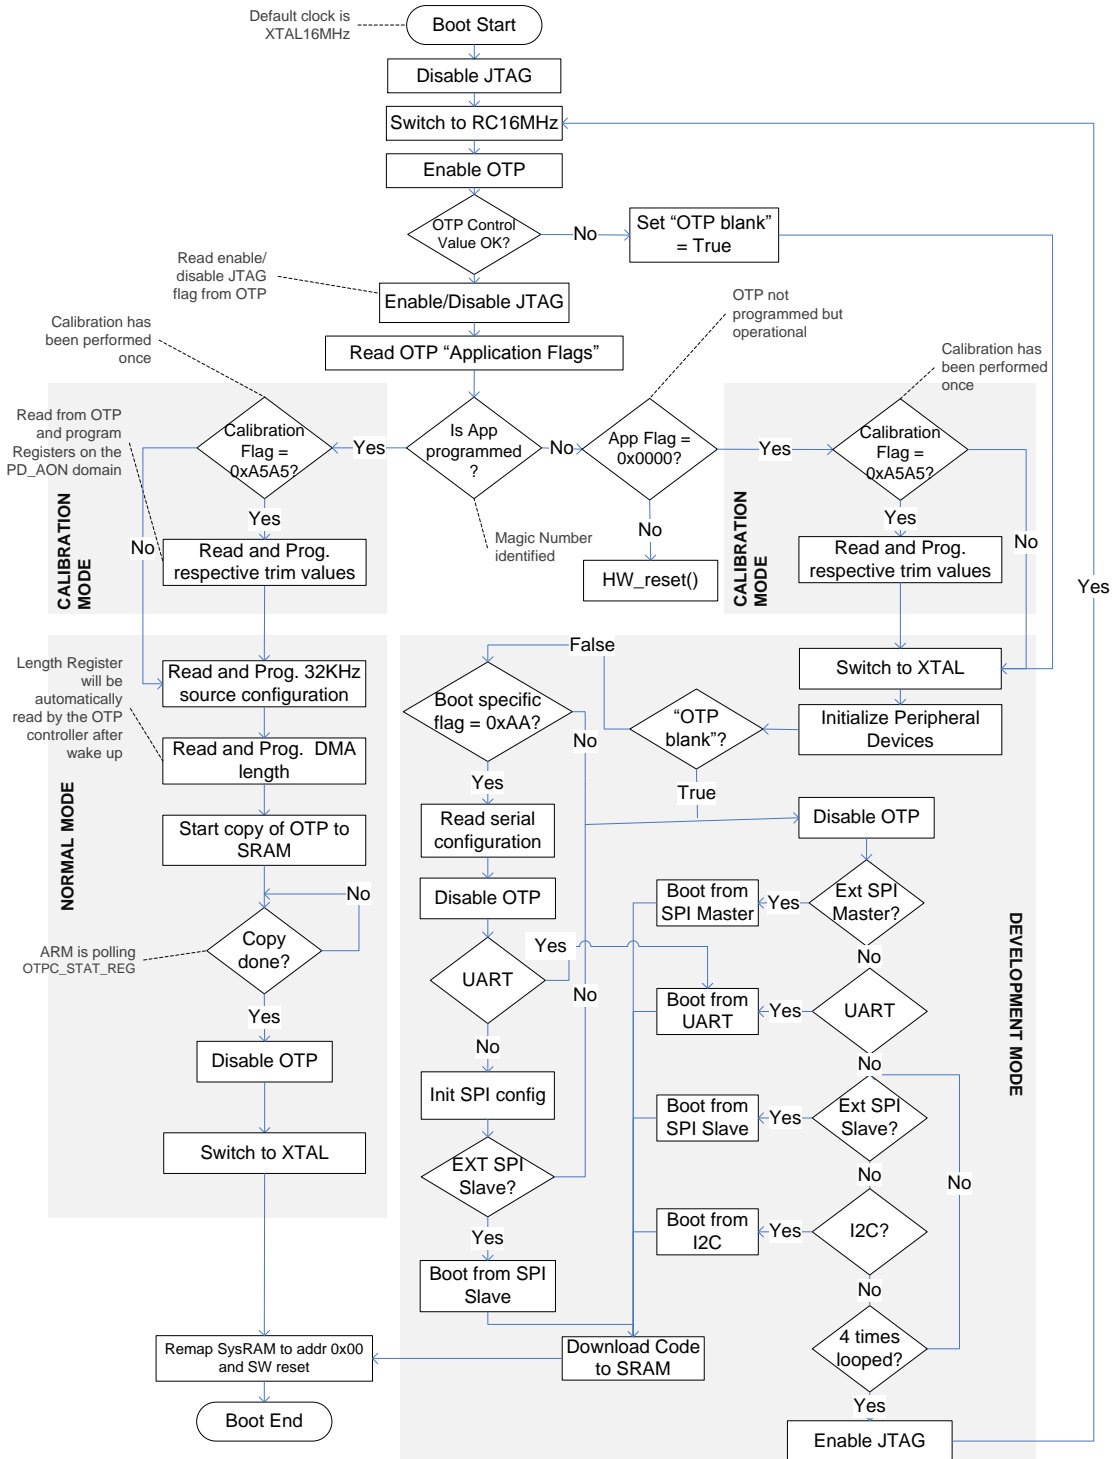 Default clock is
XTAL16MHz
Boot Start
Disable JTAG
Switch to RC16MHz
Enable OTP
OTP Control
Value OK?
No
Set “OTP blank”
= True
Read enable/
disable JTAG
flag from OTP
Enable/Disable JTAG
OTP not
programmed but
operational
Calibration has
been performed
once
Read OTP “Application Flags”
Calibration has
been performed
once
Read from OTP
and program
Registers on the
PD_AON domain
Calibration
Flag =
0xA5A5?
Yes
Is App
programmed
?
No
App Flag =
0x0000?
Yes
Calibration
Flag =
0xA5A5?
Yes
No
Magic Number
identified
No
Yes
No
Read and Prog.
respective trim values
HW_reset()
Read and Prog.
respective trim values
CALIBRATION
MODE
CALIBRATION
MODE
Yes
Length Register
will be
automatically
read by the OTP
controller after
wake up
Read and Prog. 32KHz
source configuration
False
Switch to XTAL
Boot specific
flag = 0xAA?
No
“OTP
blank”?
Initialize Peripheral
Devices
Read and Prog.  DMA
length
Yes
True
Start copy of OTP to
SRAM
Read serial
configuration
Disable OTP
NORMAL MODE
No
Disable OTP
Boot from
SPI Master
Yes
Ext SPI
Master?
ARM is polling
OTPC_STAT_REG
Copy
done?
Yes
No
UART
No
Boot from
UART
Yes
UART
DEVELOPMENT MODE
Yes
No
No
Disable OTP
Init SPI config
Boot from
SPI Slave
Yes
Ext SPI
Slave?
Switch to XTAL
EXT SPI
Slave?
No
No
Yes
Boot from
I2C
Yes
I2C?
Boot from SPI
Slave
No
Remap SysRAM to addr 0x00
and SW reset
Download Code
to SRAM
4 times
looped?
Yes
Boot End
Enable JTAG